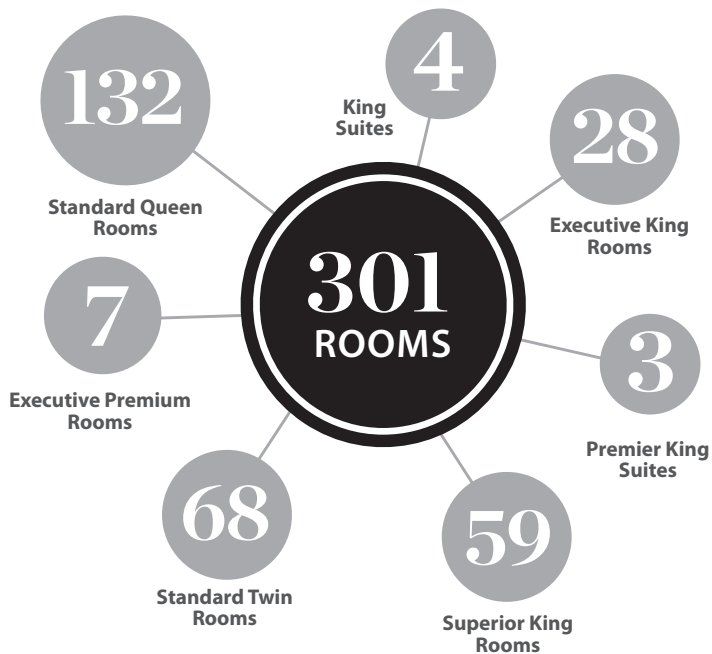 132
Standard Queen
Rooms
4
King
Suites
28
Executive King
Rooms
301
ROOMS
7
Executive Premium
Rooms
3
Premier King
Suites
68
Standard Twin
Rooms
59
Superior King
Rooms